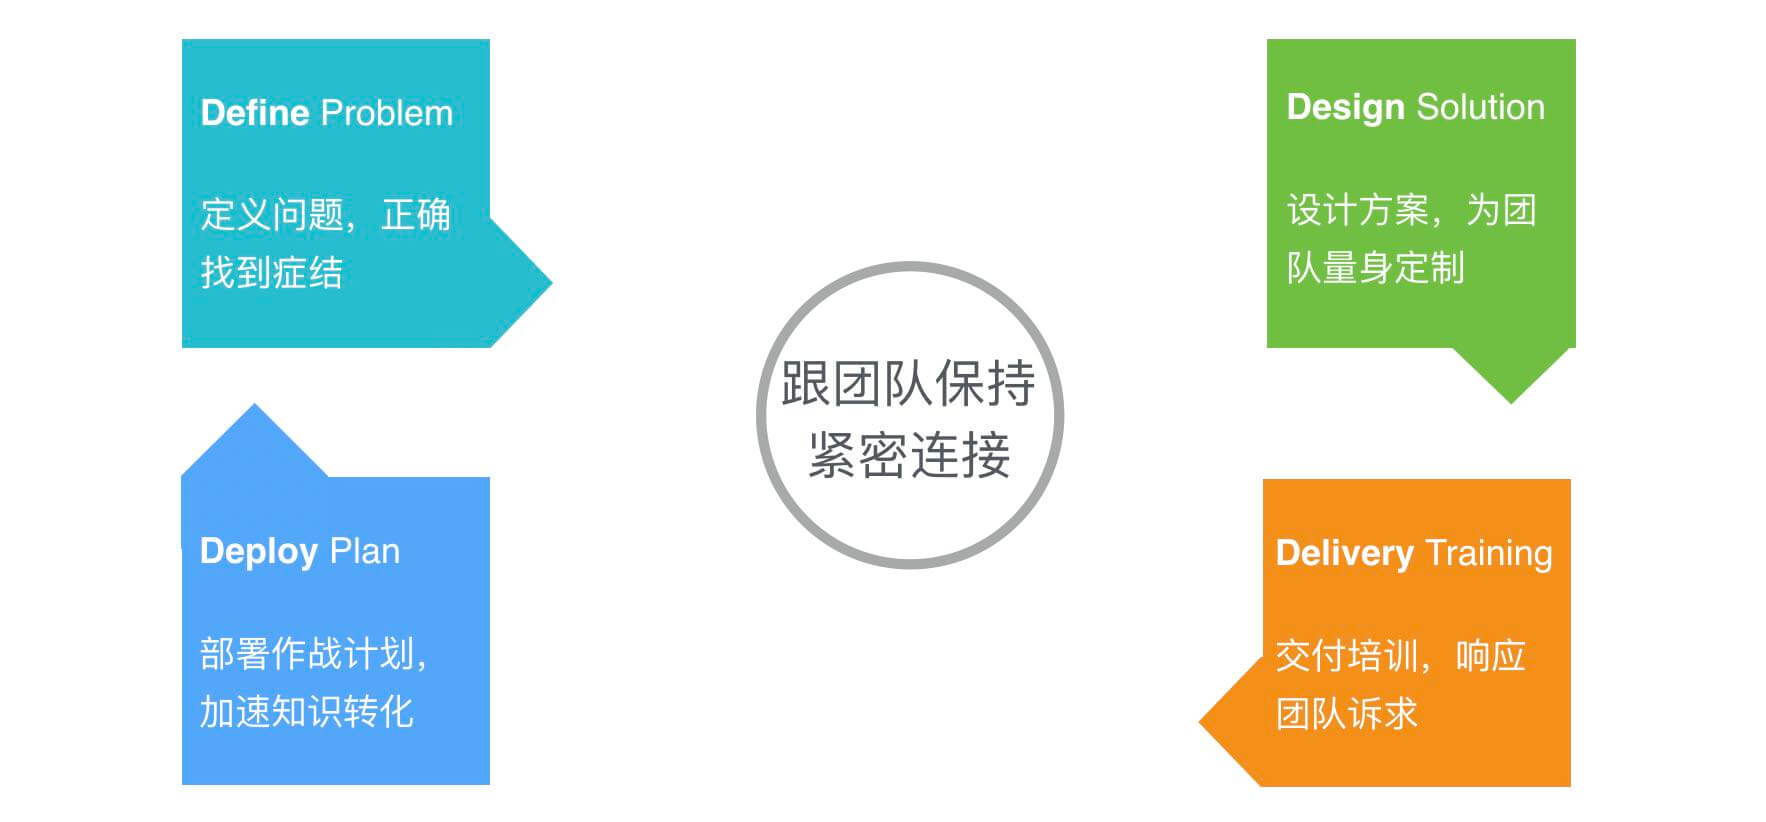 Define Problem
定义问题，正确
找到症结
Design Solution
设计方案，为团
队量身定制
跟团队保持
紧密连接
Deploy Plan
部署作战计划，
加速知识转化
Delivery Training
交付培训，响应
团队诉求